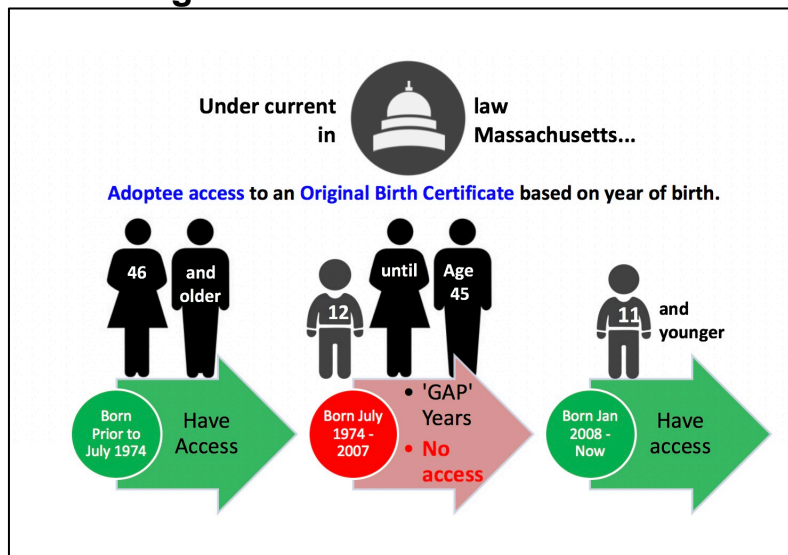 Under current law
in Massachusetts...
Adoptee access to an Original Birth Certificate based on year of birth.
46
and
older
12
until
Age
45
11
and
younger
Born
Prior to
July 1974
Have
Access
Born July
1974 -
2007
• 'GAP'
Years
• No
access
Born Jan
2008 -
Now
Have
access